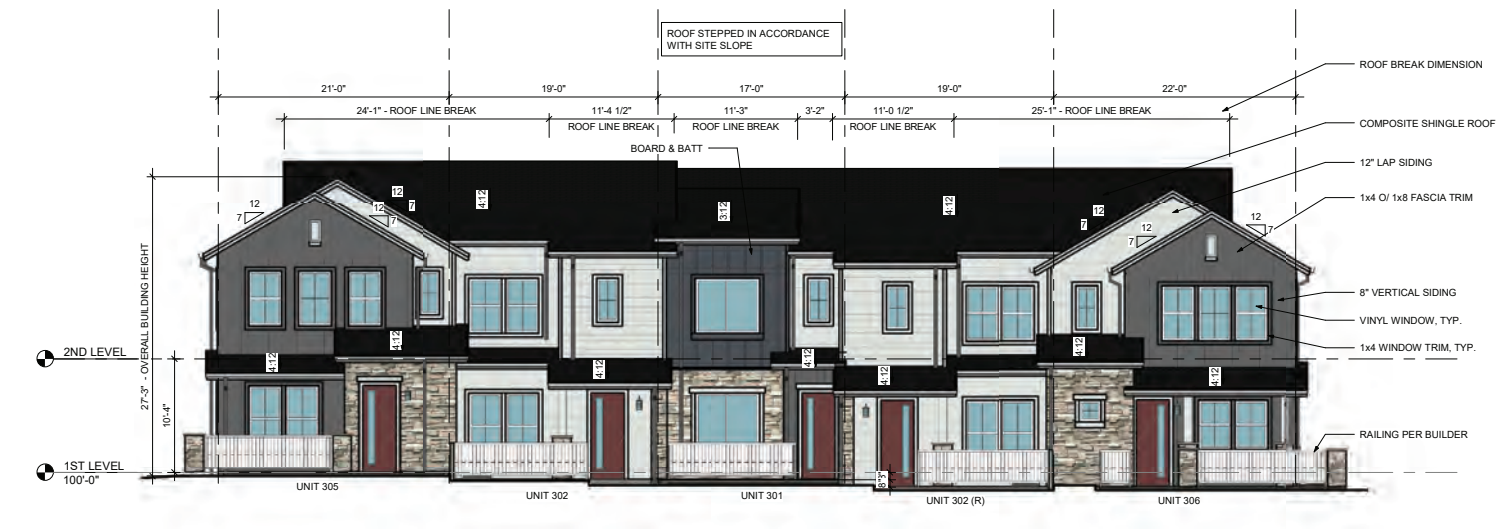 ROOF STEPPED IN ACCORDANCE
WITH SITE SLOPE
ROOF BREAK DIMENSION
21'-0"
19'-0"
17'-0"
19'-0"
22'-0"
24'-1" - ROOF LINE BREAK
11'-4 1/2"
ROOF LINE BREAK
11'-3"
ROOF LINE BREAK
3'-2"
11'-0 1/2"
ROOF LINE BREAK
25'-1" - ROOF LINE BREAK
COMPOSITE SHINGLE ROOF
BOARD & BATT
12" LAP SIDING
1x4 O/ 1x8 FASCIA TRIM
12
7
12
7
12
7
4:12
3:12
4:12
12
7
12
7
12
7
8" VERTICAL SIDING
VINYL WINDOW, TYP.
1x4 WINDOW TRIM, TYP.
27'-3" - OVERALL BUILDING HEIGHT
2ND LEVEL
4:12
4:12
4:12
4:12
4:12
4:12
4:12
10'-4"
RAILING PER BUILDER
1ST LEVEL
100'-0"
8"
UNIT 305
UNIT 302
UNIT 301
UNIT 302 (R)
UNIT 306